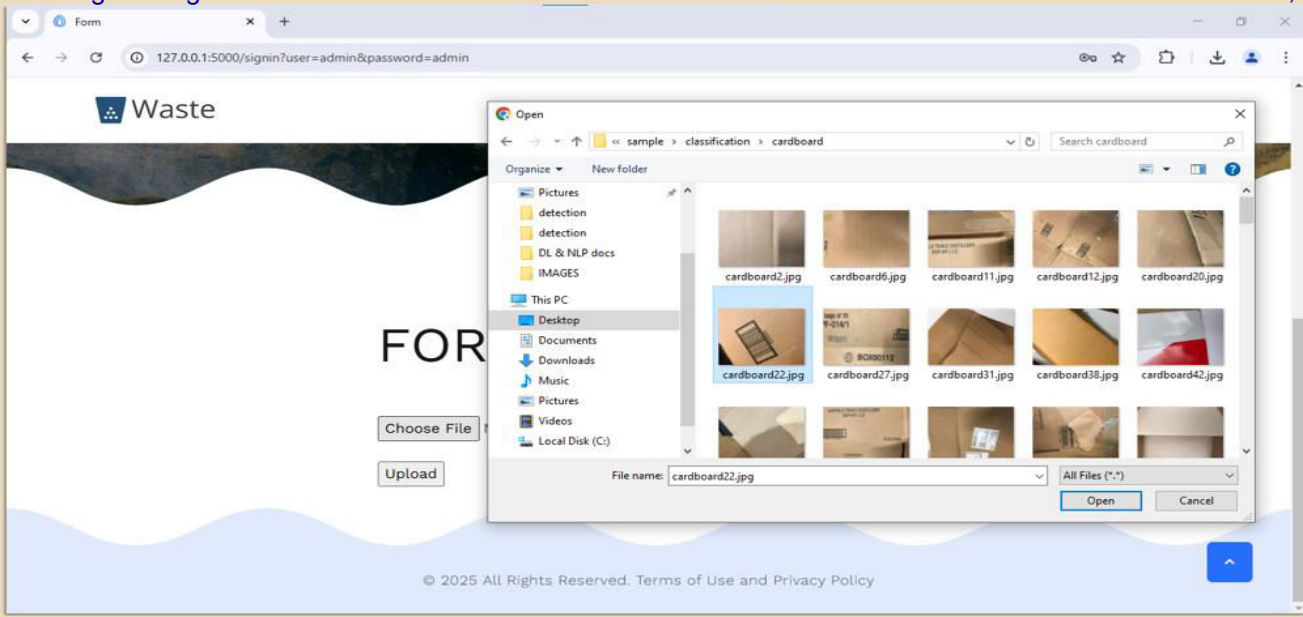 Form
127.0.0.1:5000/signin?user=admin&password=admin
Waste
Open
« sample > classification > cardboard
Search cardboard
Organize
New folder
Pictures
detection
detection
DL & NLP docs
IMAGES
This PC
Desktop
Documents
Downloads
Music
Pictures
Videos
Local Disk (C:)
cardboard2.jpg
cardboard6.jpg
cardboard11.jpg
cardboard12.jpg
cardboard20.jpg
cardboard22.jpg
cardboard27.jpg
cardboard31.jpg
cardboard38.jpg
cardboard42.jpg
BOX00112
FOR
Choose File
Upload
File name: cardboard22.jpg
All Files (*.*)
Open
Cancel
© 2025 All Rights Reserved. Terms of Use and Privacy Policy